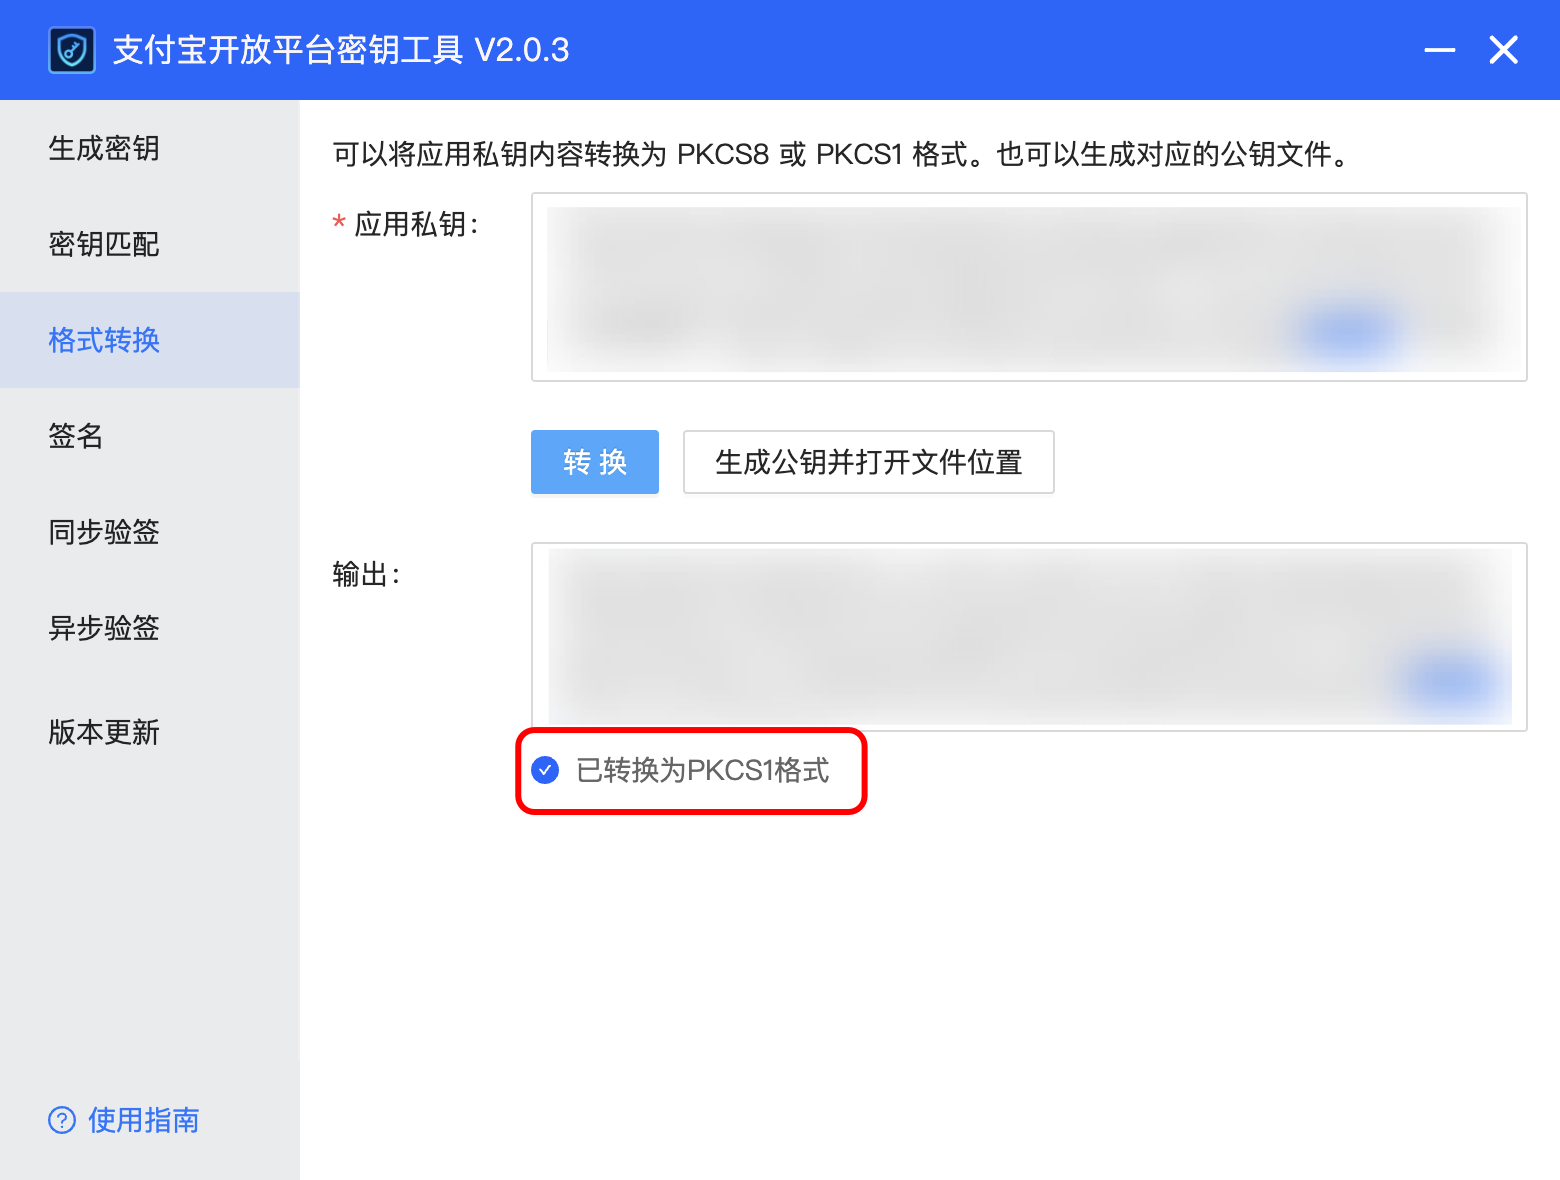 支付宝开放平台密钥工具 V2.0.3
生成密钥
密钥匹配
格式转换
签名
同步验签
异步验签
版本更新
使用指南
可以将应用私钥内容转换为 PKCS8 或 PKCS1 格式。也可以生成对应的公钥文件。
* 应用私钥:
转 换
生成公钥并打开文件位置
输出:
已转换为PKCS1格式